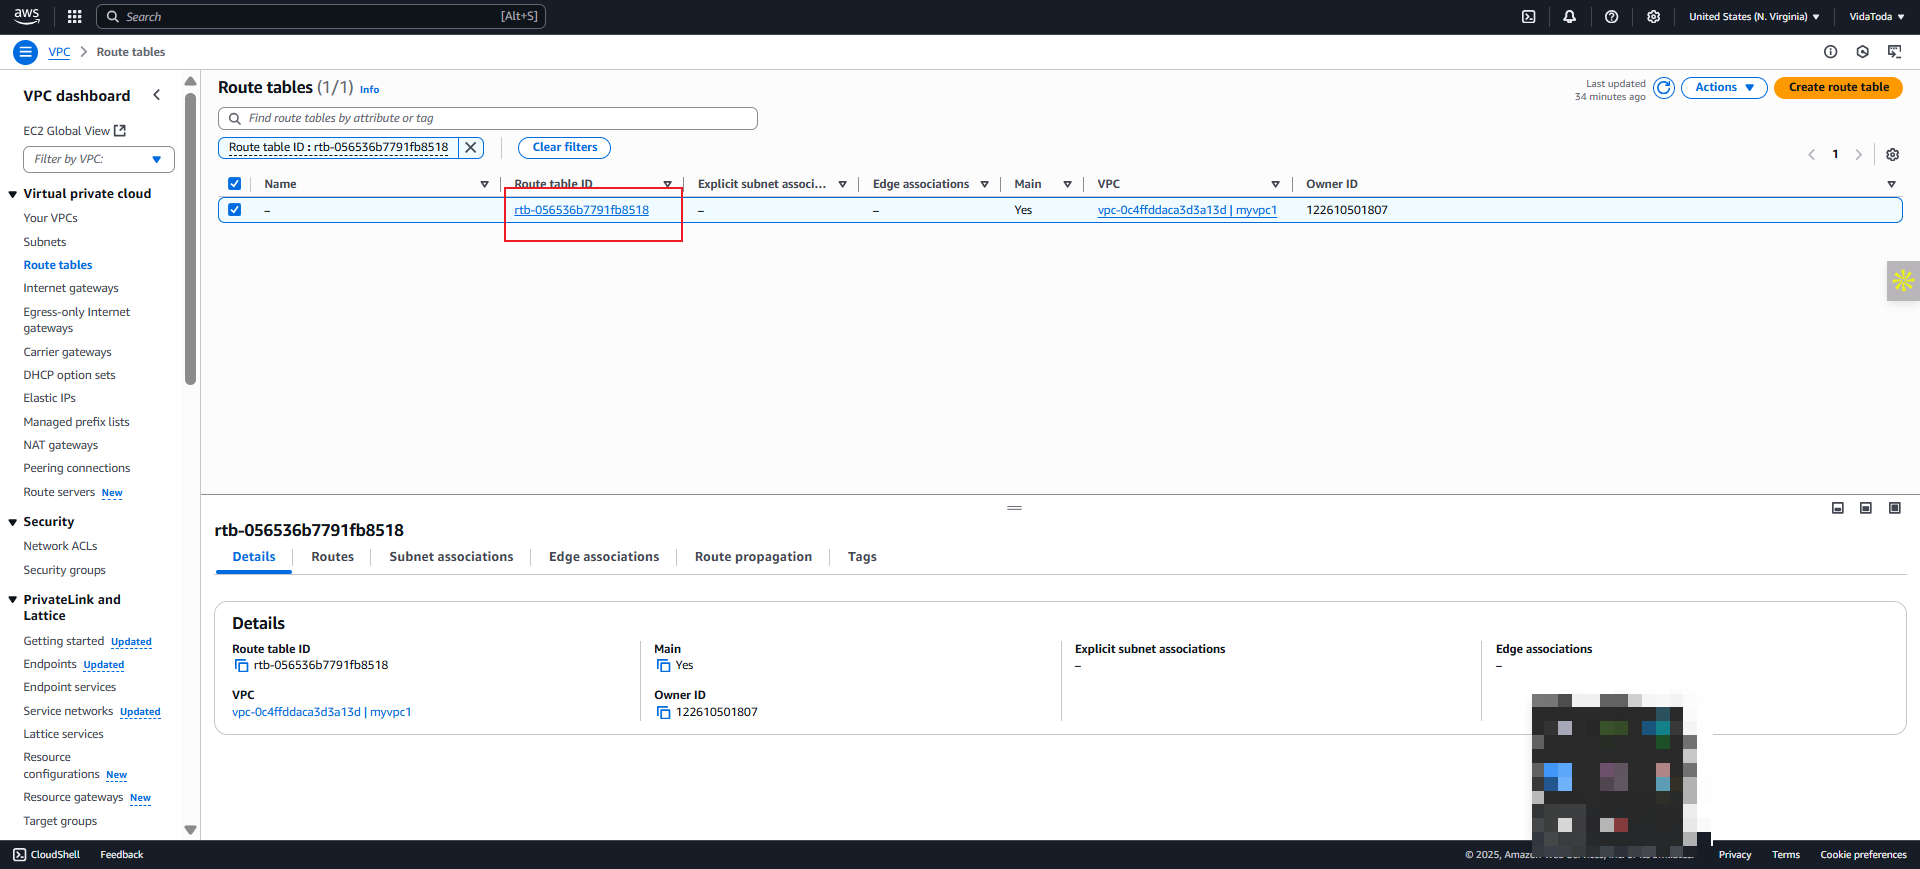 aws
Search [Alt+S]
United States (N. Virginia) VidaToda
VPC Route tables
VPC dashboard
EC2 Global View
Filter by VPC:
Virtual private cloud
Your VPCs
Subnets
Route tables
Internet gateways
Egress-only Internet
gateways
Carrier gateways
DHCP option sets
Elastic IPs
Managed prefix lists
NAT gateways
Peering connections
Route servers New
Security
Network ACLs
Security groups
PrivateLink and
Lattice
Getting started Updated
Endpoints Updated
Endpoint services
Service networks Updated
Lattice services
Resource
configurations New
Resource gateways New
Target groups
Route tables (1/1) Info
Last updated
34 minutes ago
Actions
Create route table
Find route tables by attribute or tag
Route table ID : rtb-056536b7791fb8518
Clear filters
1
Name Route table ID Explicit subnet associ... Edge associations Main VPC Owner ID
– rtb-056536b7791fb8518 – – Yes vpc-0c4ffddaca3d3a13d | myvpc1 122610501807
rtb-056536b7791fb8518
Details Routes Subnet associations Edge associations Route propagation Tags
Details
Route table ID
rtb-056536b7791fb8518
Main
Yes
Explicit subnet associations
–
Edge associations
–
VPC
vpc-0c4ffddaca3d3a13d | myvpc1
Owner ID
122610501807
CloudShell Feedback
© 2025, Privacy Terms Cookie preferences